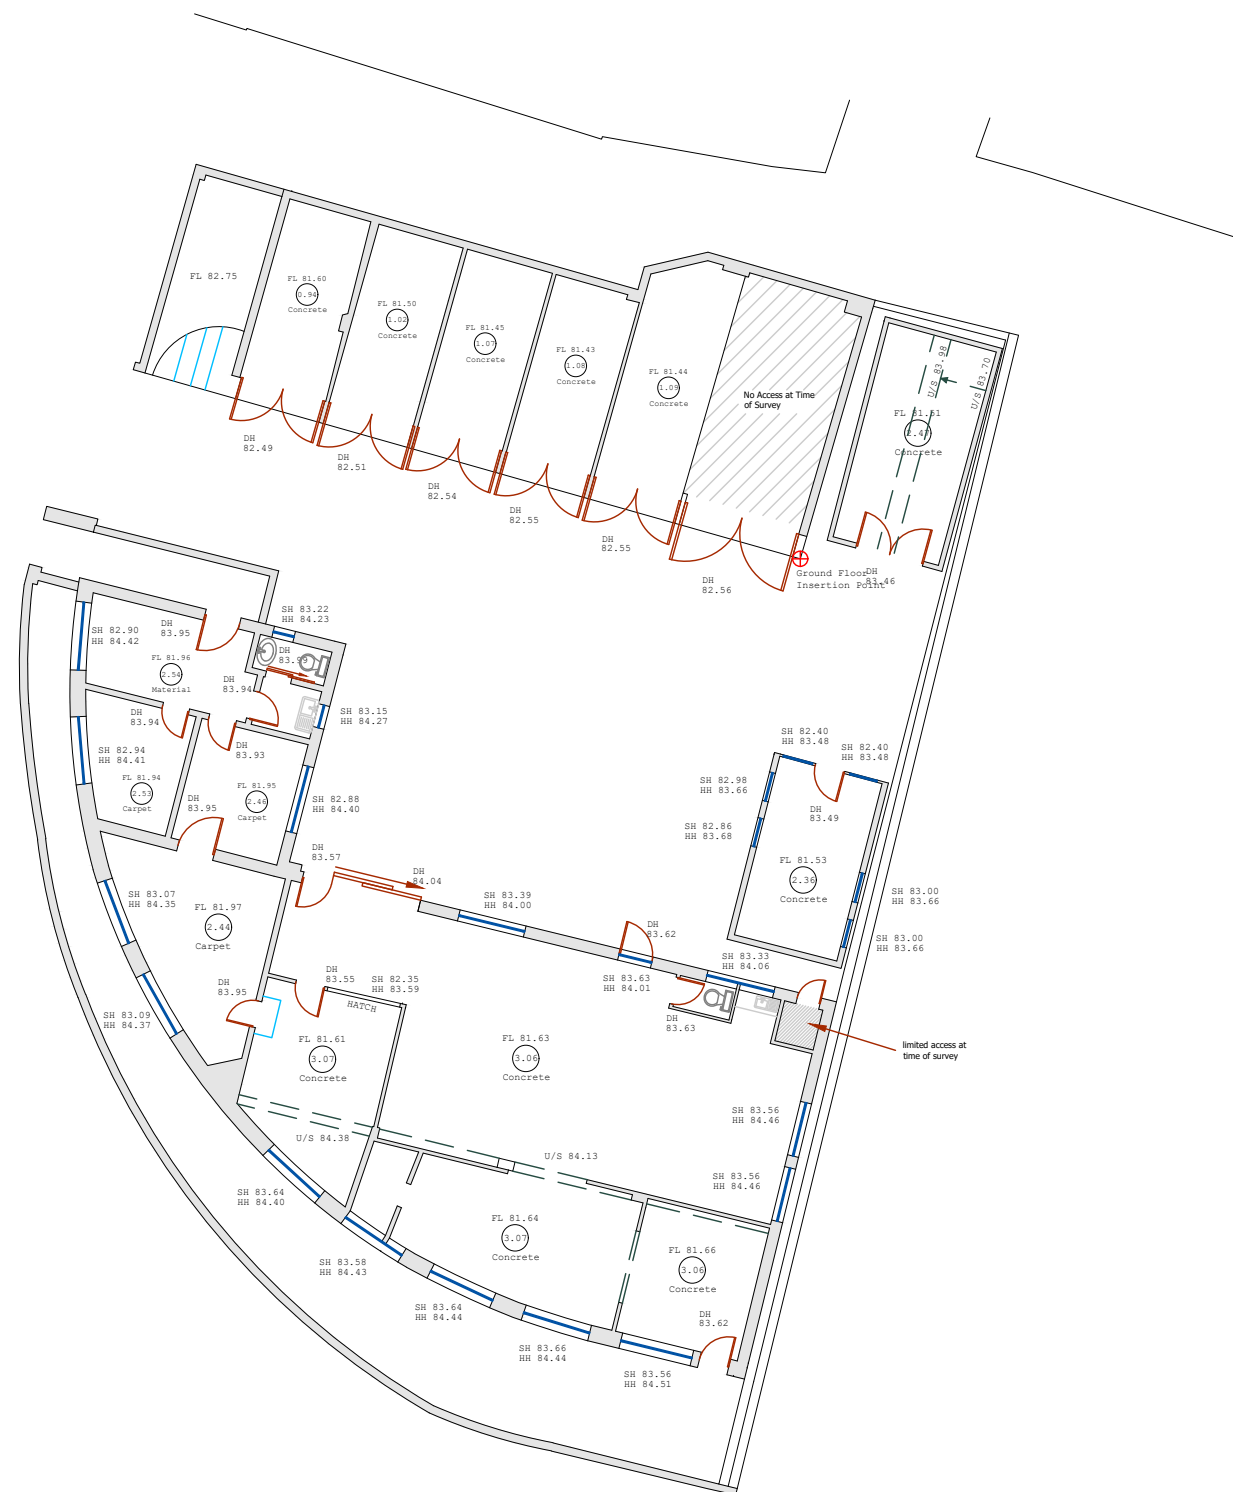 FL 82.75
FL 81.60
0.94
Concrete
FL 81.50
1.02
Concrete
FL 81.45
1.07
Concrete
FL 81.43
1.08
Concrete
FL 81.44
1.09
Concrete
No Access at Time
of Survey
U/S 83.98
U/S 83.70
FL 81.51
2.47
Concrete
DH
82.49
DH
82.51
DH
82.54
DH
82.55
DH
82.55
DH
82.56
Ground Floor
Insertion Point
DH
83.46
SH 83.22
HH 84.23
SH 82.90
HH 84.42
DH
83.95
DH
83.99
FL 81.96
2.54
Material
DH
83.94
DH
83.94
SH 83.15
HH 84.27
SH 82.94
HH 84.41
DH
83.93
FL 81.94
2.53
Carpet
FL 81.95
2.46
Carpet
DH
83.95
SH 82.88
HH 84.40
SH 82.40
HH 83.48
SH 82.40
HH 83.48
SH 82.98
HH 83.66
SH 82.86
HH 83.68
DH
83.49
FL 81.53
2.36
Concrete
SH 83.00
HH 83.66
SH 83.00
HH 83.66
DH
83.57
DH
84.04
SH 83.07
HH 84.35
FL 81.97
2.44
Carpet
SH 83.39
HH 84.00
DH
83.62
SH 83.33
HH 84.06
DH
83.55
SH 82.35
HH 83.59
SH 83.63
HH 84.01
DH
83.95
HATCH
DH
83.63
SH 83.09
HH 84.37
FL 81.61
3.07
Concrete
FL 81.63
3.06
Concrete
limited access at
time of survey
SH 83.56
HH 84.46
U/S 84.38
U/S 84.13
SH 83.56
HH 84.46
SH 83.64
HH 84.40
FL 81.64
3.07
Concrete
FL 81.66
3.06
Concrete
SH 83.58
HH 84.43
SH 83.64
HH 84.44
DH
83.62
SH 83.66
HH 84.44
SH 83.56
HH 84.51